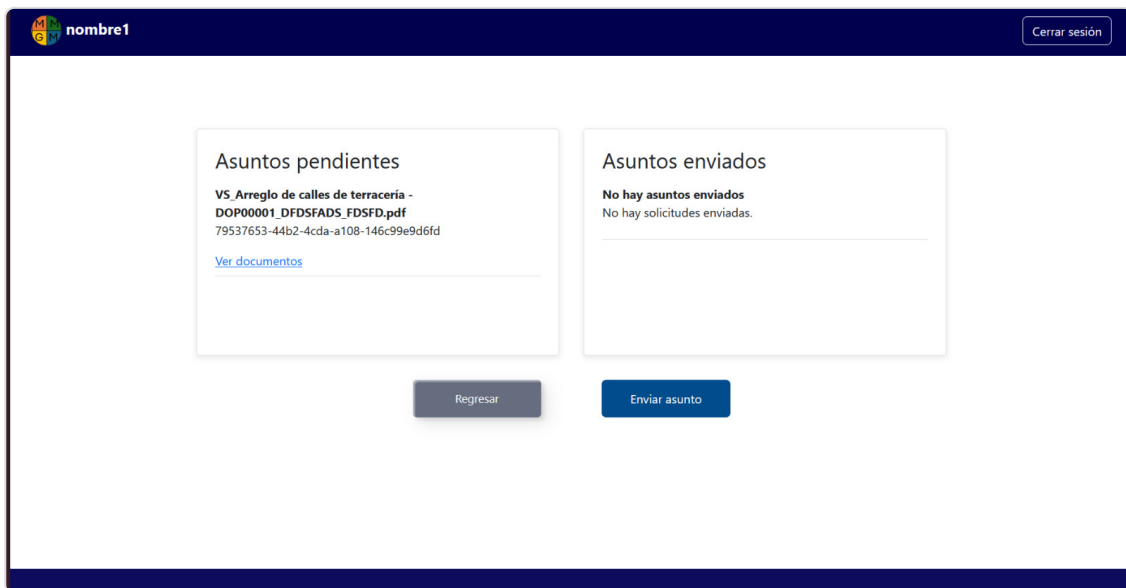 M M
G M
nombre1
Cerrar sesión
Asuntos pendientes
VS_Arreglo de calles de terracería -
DOP00001_DFDSFADS_FDSFD.pdf
79537653-44b2-4cda-a108-146c99e9d6fd
Ver documentos
Asuntos enviados
No hay asuntos enviados
No hay solicitudes enviadas.
Regresar
Enviar asunto